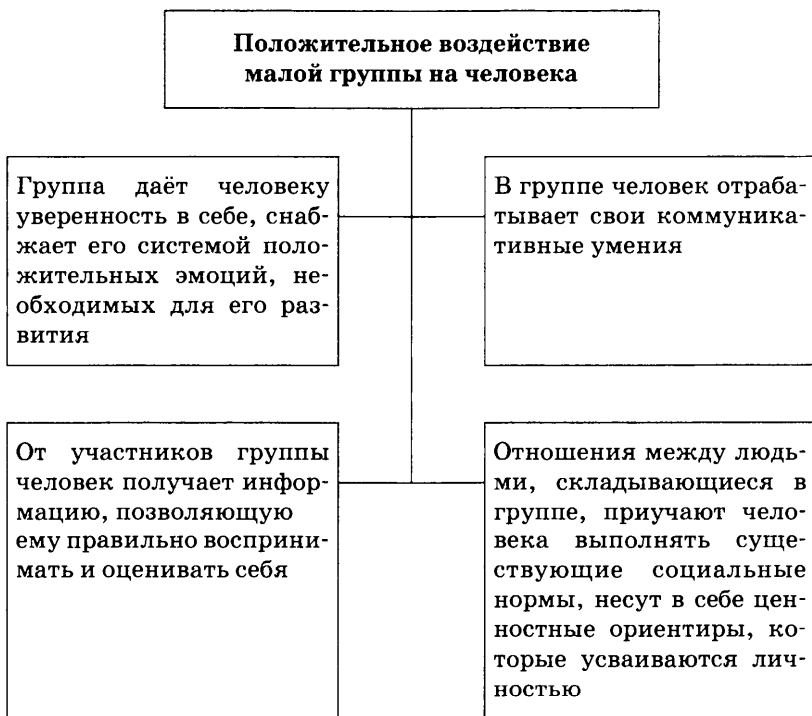 Положительное воздействие
малой группы на человека
Группа даёт человеку
уверенность в себе, снаб-
жает его системой поло-
жительных эмоций, не-
обходимых для его раз-
вития
В группе человек отраба-
тывает свои коммуника-
тивные умения
От участников группы
человек получает инфор-
мацию, позволяющую
ему правильно восприни-
мать и оценивать себя
Отношения между людь-
ми, складывающиеся в
группе, приучают чело-
века выполнять суще-
ствующие социальные
нормы, несут в себе цен-
ностные ориентиры, ко-
торые усваиваются лич-
ностью